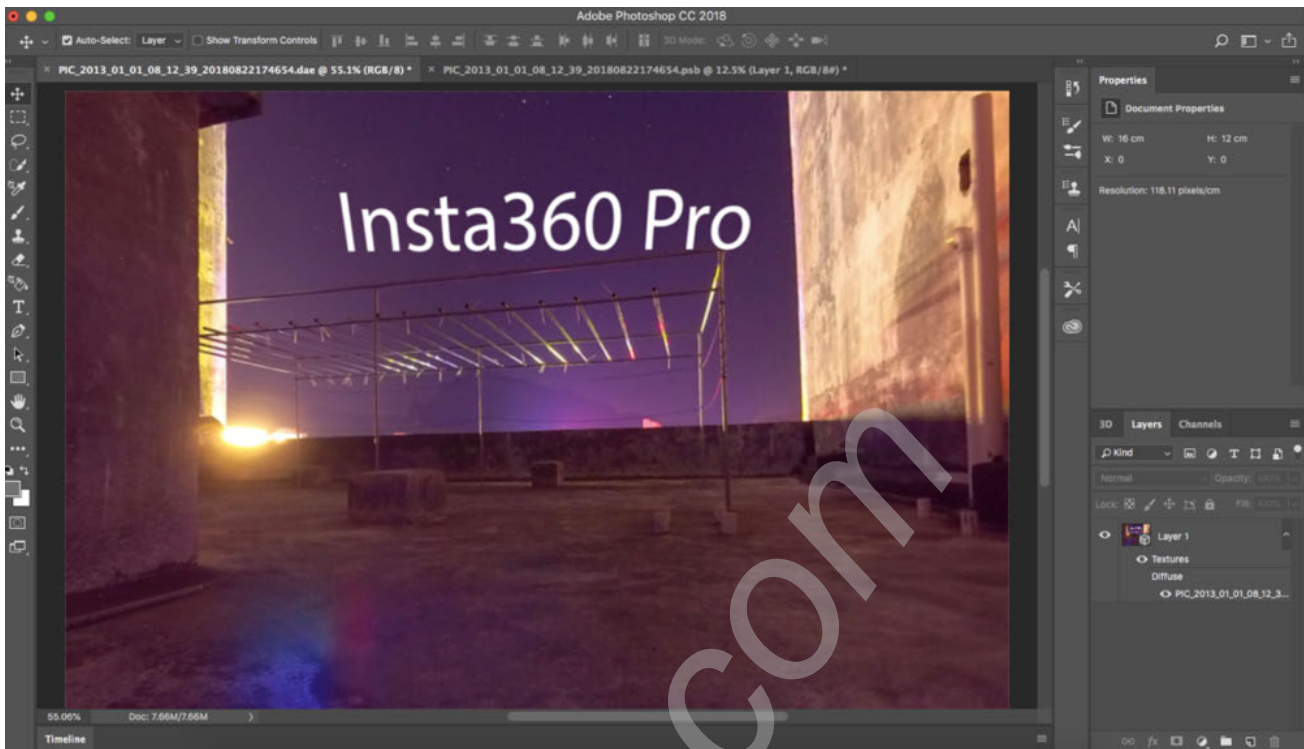 Adobe Photoshop CC 2018
Auto-Select: Layer Show Transform Controls 3D Mode:
× PIC_2013_01_01_08_12_39_20180822174654.dae @ 55.1% (RGB/8) * × PIC_2013_01_01_08_12_39_20180822174654.psb @ 12.5% (Layer 1, RGB/8#) *
Insta360 Pro
55.06% Doc: 7.66M/7.66M
Timeline
Properties
Document Properties
W: 16 cm H: 12 cm
X: 0 Y: 0
Resolution: 118.11 pixels/cm
3D Layers Channels
Kind
Normal Opacity: 100%
Lock: Fill: 100%
Layer 1
Textures
Diffuse
PIC_2013_01_01_08_12_3...
fx
com